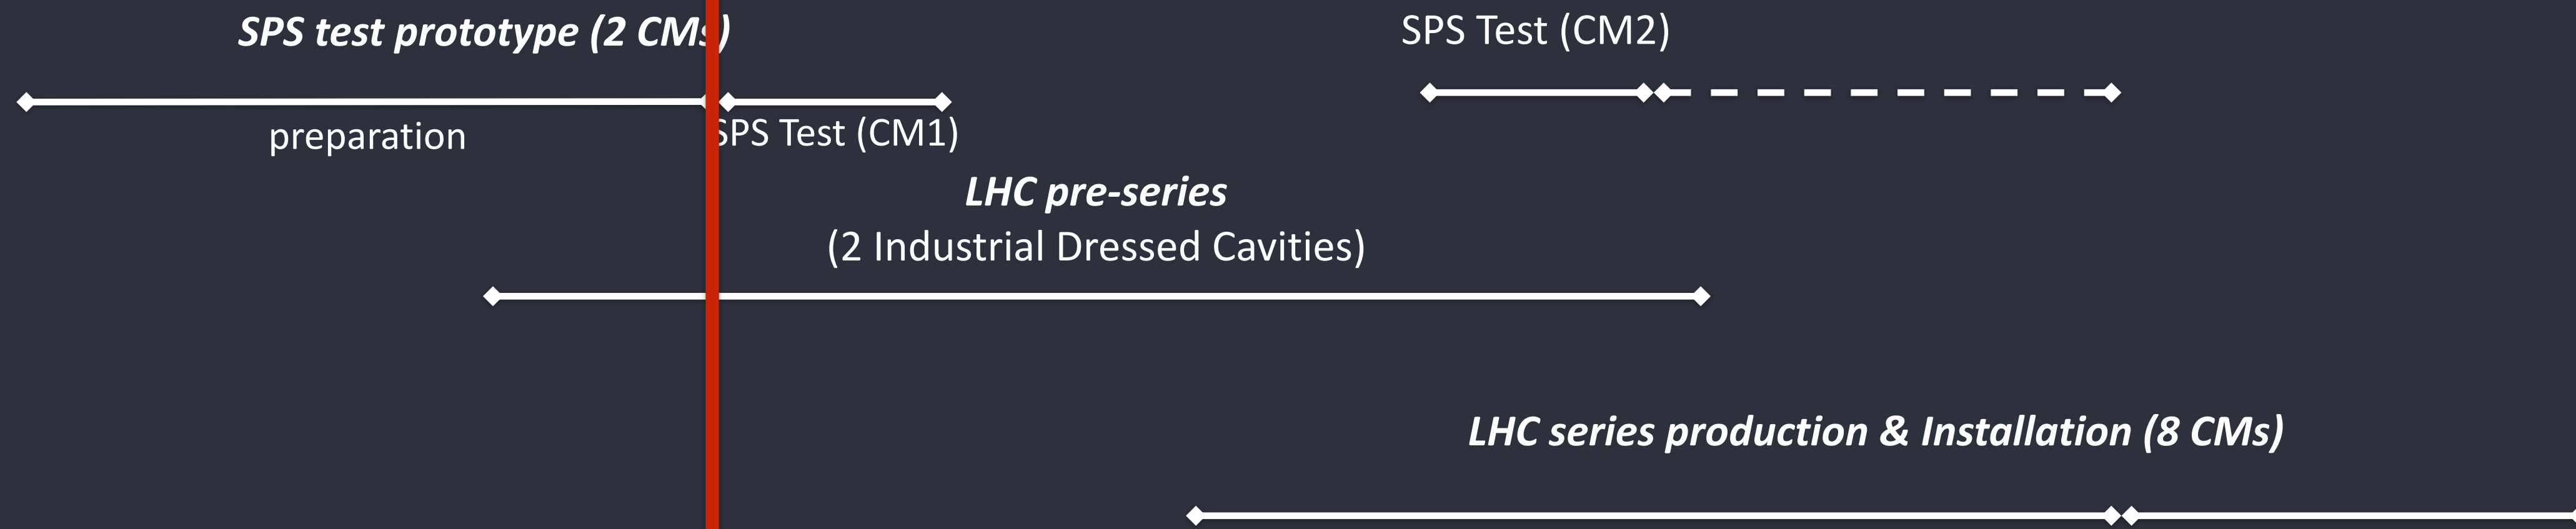 SPS test prototype (2 CMs)
SPS Test (CM2)
preparation
SPS Test (CM1)
LHC pre-series
(2 Industrial Dressed Cavities)
LHC series production & Installation (8 CMs)